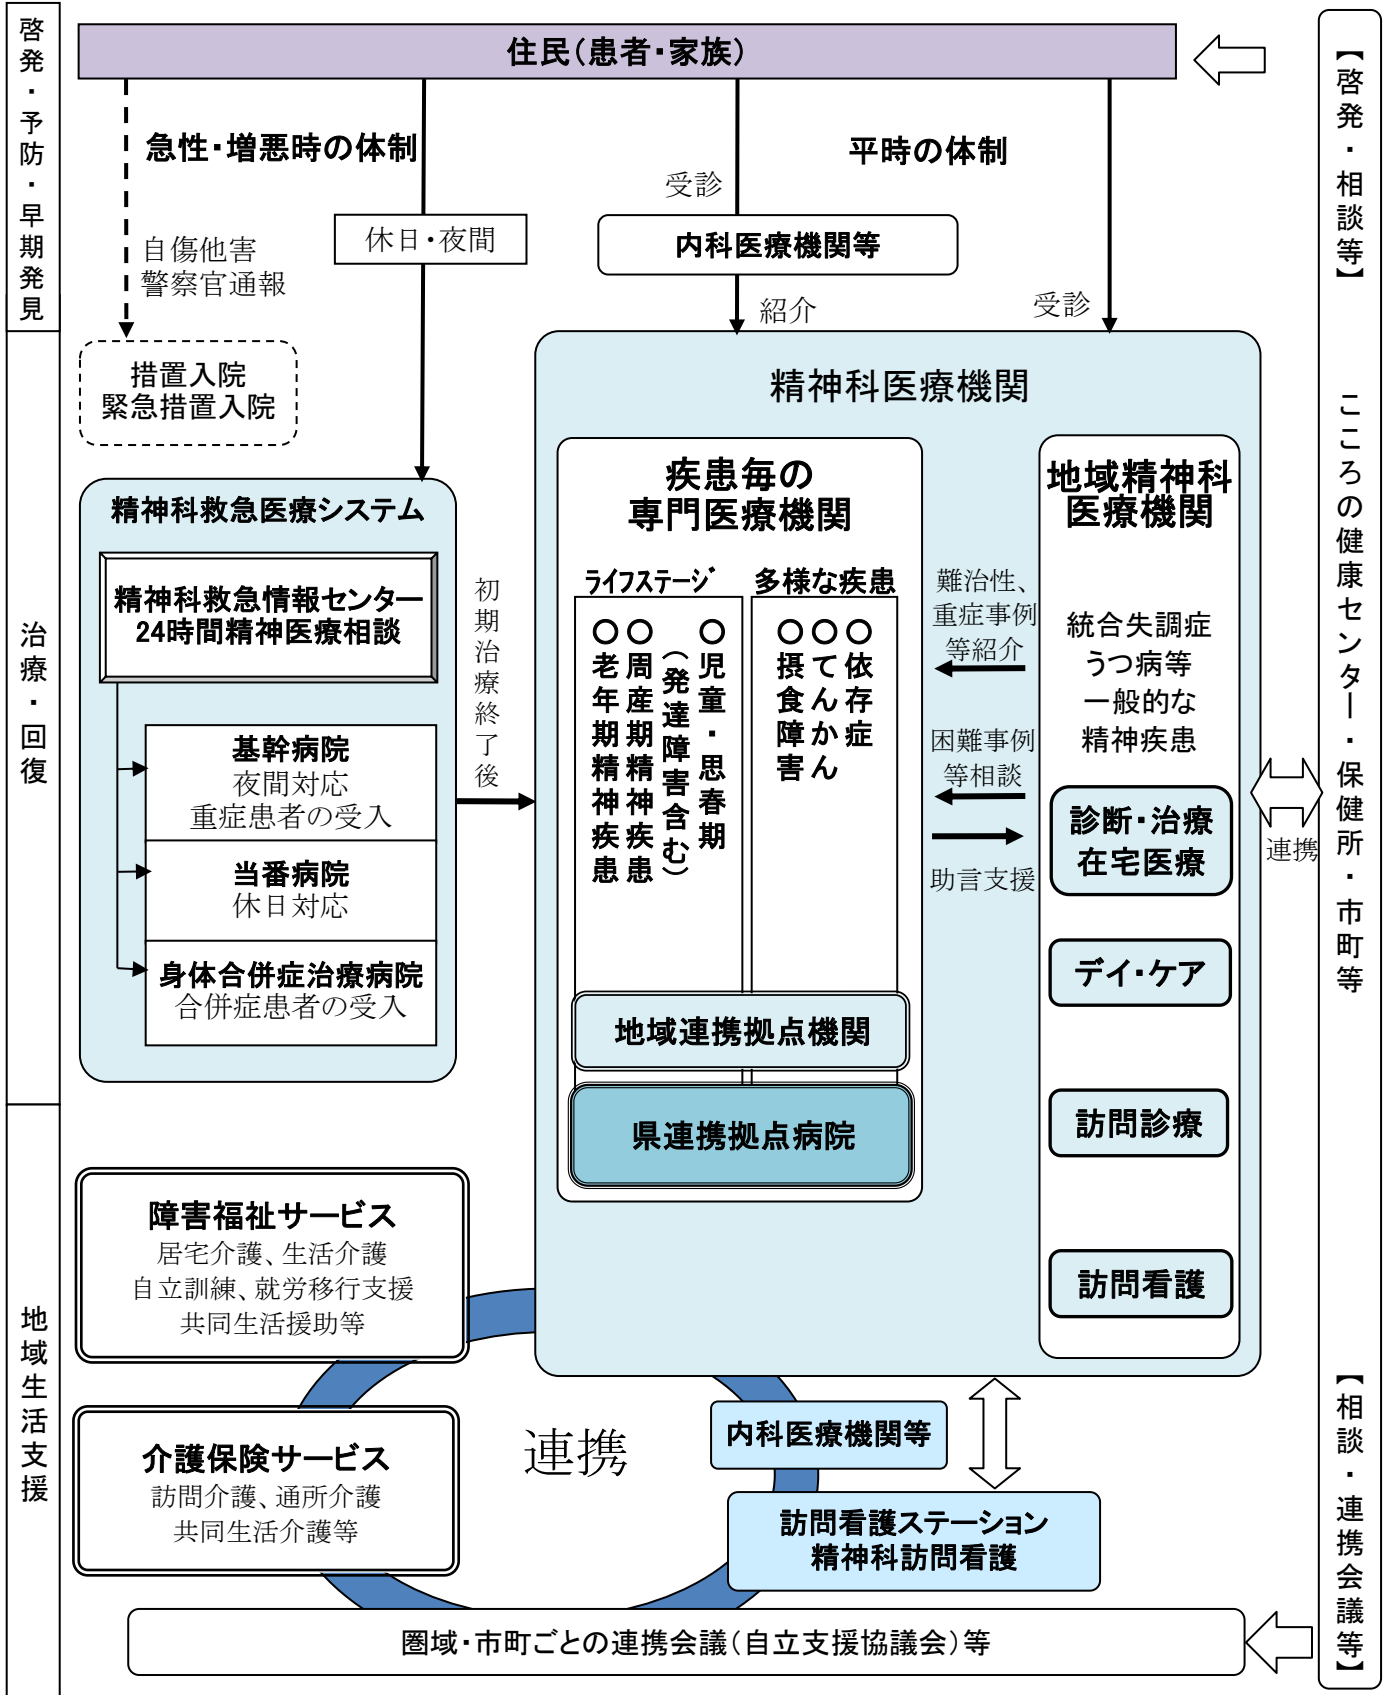 啓発・予防・早期発見
治療・回復
地域生活支援
住民（患者・家族）
急性・増悪時の体制
平時の体制
受診
休日・夜間
内科医療機関等
自傷他害
警察官通報
紹介
受診
措置入院
緊急措置入院
精神科医療機関
精神科救急医療システム
精神科救急情報センター
24時間精神医療相談
基幹病院
夜間対応
重症患者の受入
当番病院
休日対応
身体合併症治療病院
合併症患者の受入
初期治療終了後
疾患毎の
専門医療機関
ﾗｲﾌｽﾃｰｼﾞ
○児童・思春期
（発達障害含む）
○周産期精神疾患
○老年期精神疾患
多様な疾患
○依存症
○てんかん
○摂食障害
地域連携拠点機関
県連携拠点病院
難治性、
重症事例
等紹介
困難事例
等相談
助言支援
地域精神科
医療機関
統合失調症
うつ病等
一般的な
精神疾患
診断・治療
在宅医療
デイ・ケア
訪問診療
訪問看護
連携
【啓発・相談等】
こころの健康センター・保健所・市町等
【相談・連携会議等】
障害福祉サービス
居宅介護、生活介護
自立訓練、就労移行支援
共同生活援助等
介護保険サービス
訪問介護、通所介護
共同生活介護等
連携
内科医療機関等
訪問看護ステーション
精神科訪問看護
圏域・市町ごとの連携会議（自立支援協議会）等